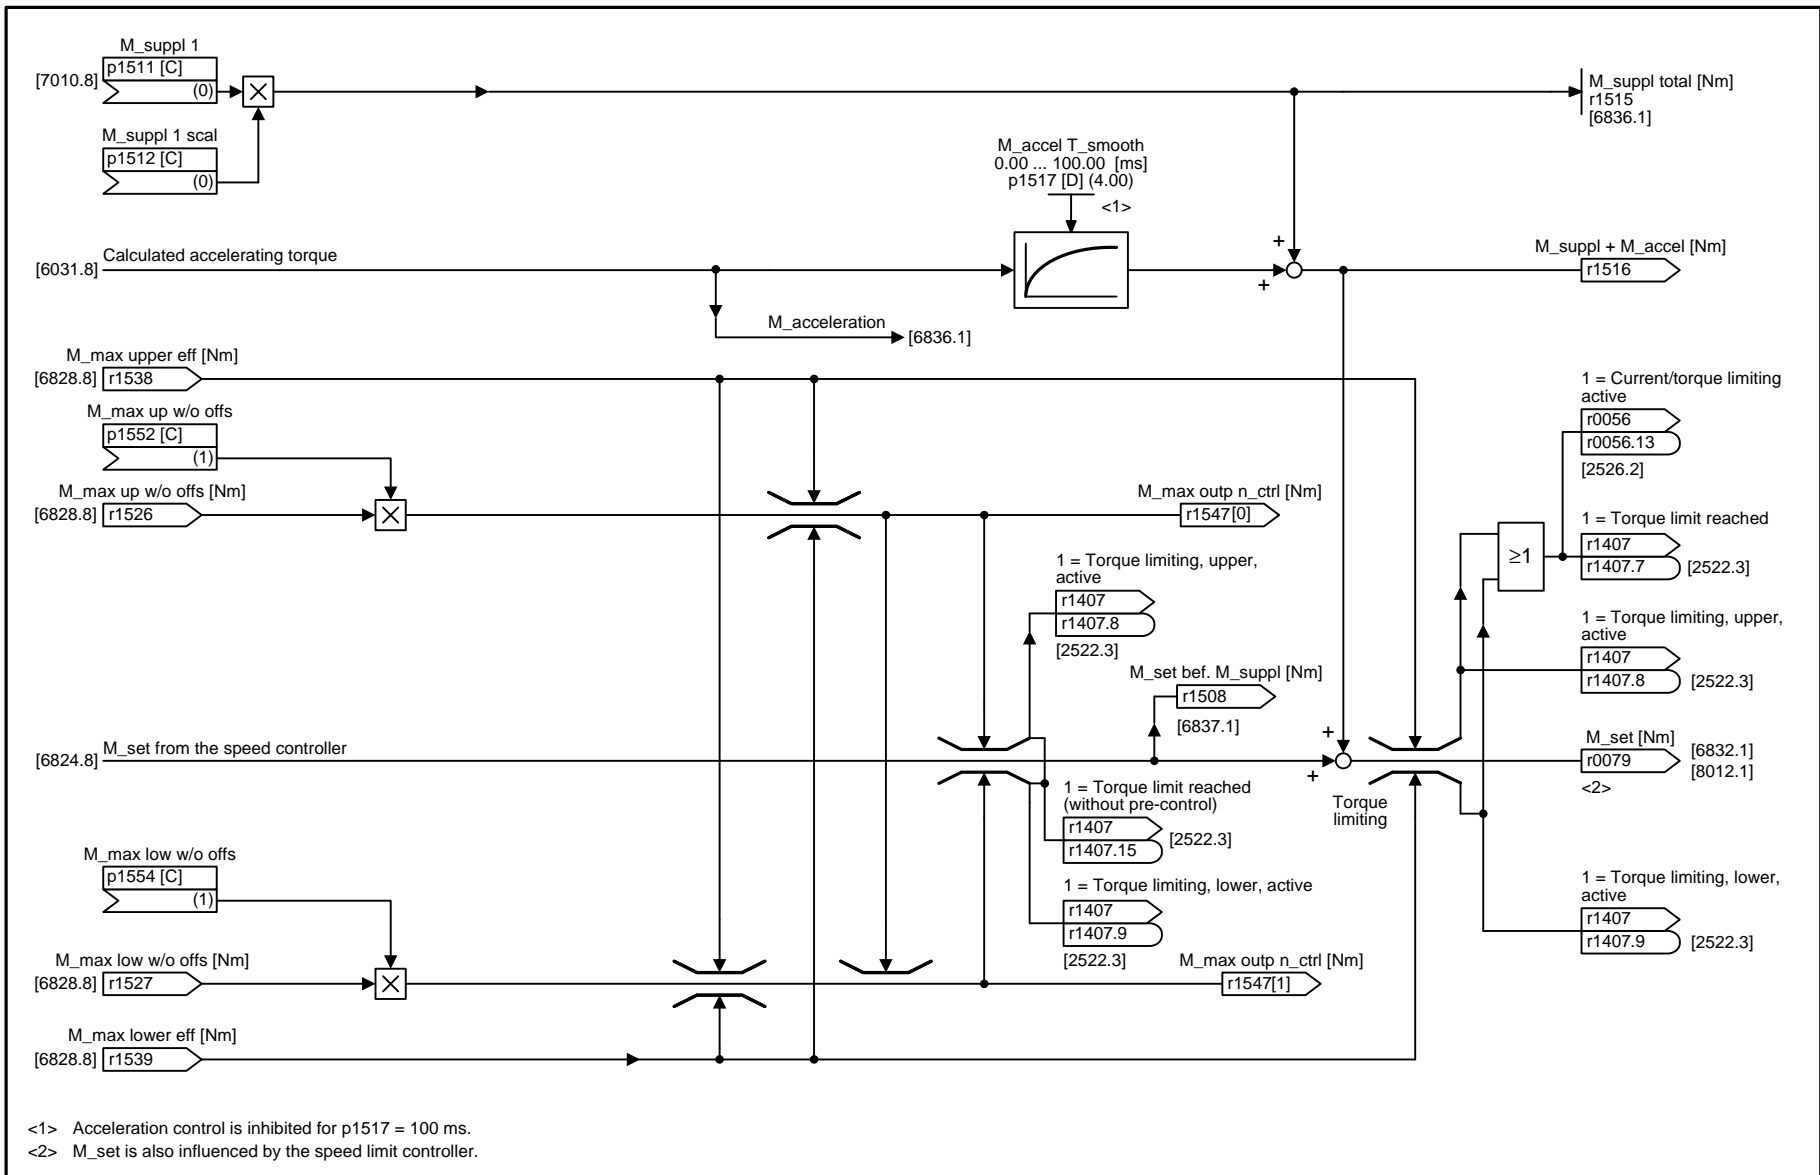 M_suppl 1
p1511 [C]
[7010.8]
(0)
M_suppl 1 scal
p1512 [C]
(0)
M_suppl total [Nm]
r1515
[6836.1]
M_accel T_smooth
0.00 ... 100.00 [ms]
p1517 [D] (4.00)
<1>
[6031.8]
Calculated accelerating torque
+
+
M_suppl + M_accel [Nm]
r1516
M_acceleration
[6836.1]
M_max upper eff [Nm]
[6828.8]
r1538
M_max up w/o offs
p1552 [C]
(1)
M_max up w/o offs [Nm]
[6828.8]
r1526
M_max outp n_ctrl [Nm]
r1547[0]
1 = Current/torque limiting
active
r0056
r0056.13
[2526.2]
≥1
1 = Torque limit reached
r1407
r1407.7
[2522.3]
1 = Torque limiting, upper,
active
r1407
r1407.8
[2522.3]
1 = Torque limiting, upper,
active
r1407
r1407.8
[2522.3]
M_set bef. M_suppl [Nm]
r1508
[6837.1]
[6824.8]
M_set from the speed controller
+
+
Torque
limiting
M_set [Nm]
r0079
[6832.1]
[8012.1]
<2>
1 = Torque limit reached
(without pre-control)
r1407
r1407.15
[2522.3]
1 = Torque limiting, lower, active
r1407
r1407.9
[2522.3]
1 = Torque limiting, lower,
active
r1407
r1407.9
[2522.3]
M_max low w/o offs
p1554 [C]
(1)
M_max low w/o offs [Nm]
[6828.8]
r1527
M_max outp n_ctrl [Nm]
r1547[1]
M_max lower eff [Nm]
[6828.8]
r1539
<1> Acceleration control is inhibited for p1517 = 100 ms.
<2> M_set is also influenced by the speed limit controller.